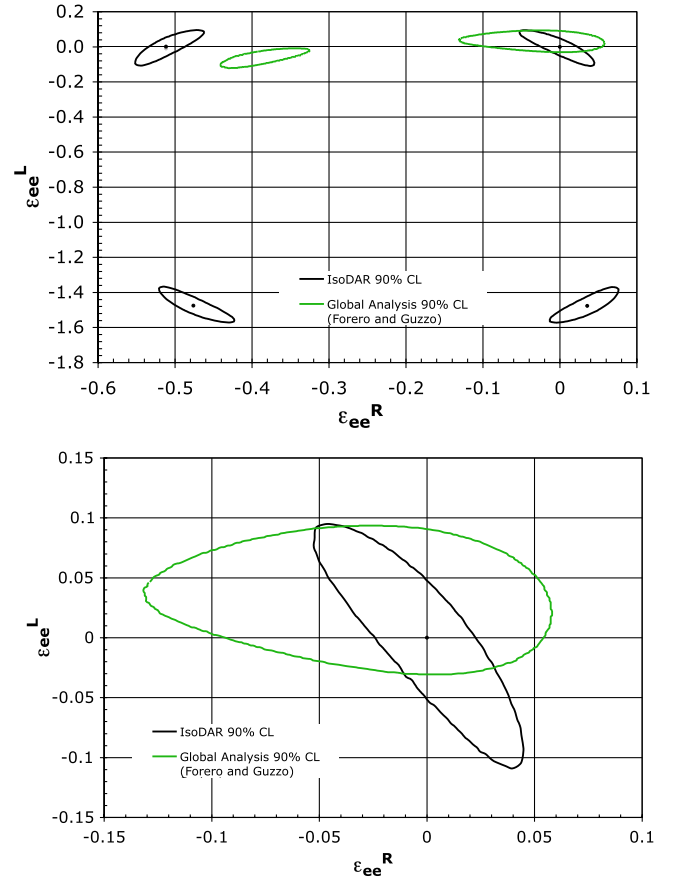 0.2
0.0
-0.2
-0.4
-0.6
-0.8
-1.0
-1.2
-1.4
-1.6
-1.8
εee^L
IsoDAR 90% CL
Global Analysis 90% CL
(Forero and Guzzo)
-0.6 -0.5 -0.4 -0.3 -0.2 -0.1 0 0.1
εee^R
0.15
0.1
0.05
0
-0.05
-0.1
-0.15
εee^L
IsoDAR 90% CL
Global Analysis 90% CL
(Forero and Guzzo)
-0.15 -0.1 -0.05 0 0.05 0.1
εee^R